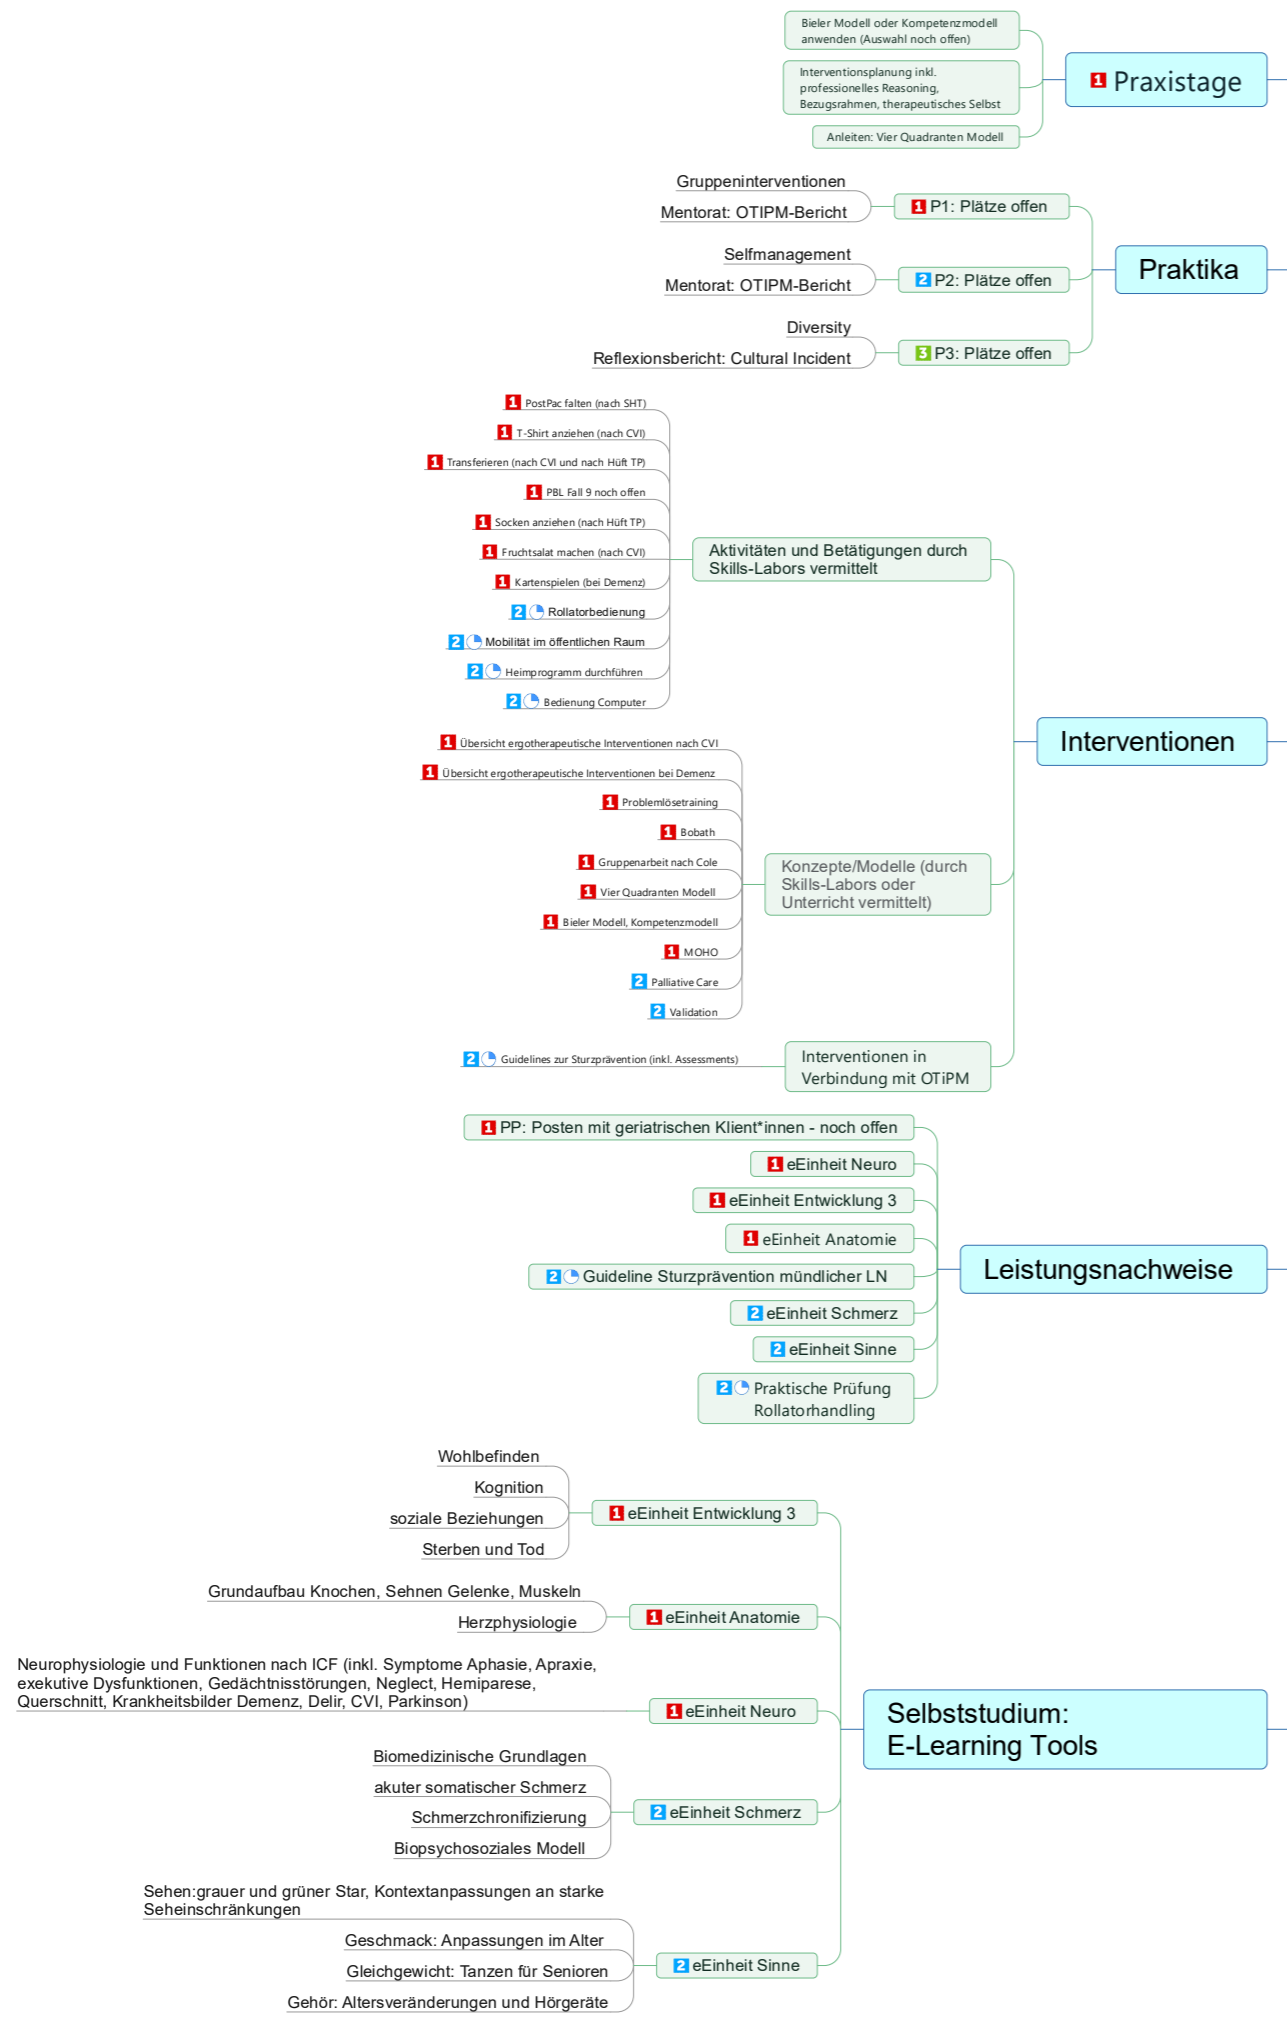 Bieler Modell oder Kompetenzmodell
anwenden (Auswahl noch offen)
Interventionsplanung inkl.
professionelles Reasoning,
Bezugsrahmen, therapeutisches Selbst
Anleiten: Vier Quadranten Modell
1 Praxistage
Gruppeninterventionen
Mentorat: OTIPM-Bericht
1 P1: Plätze offen
Selfmanagement
Mentorat: OTIPM-Bericht
2 P2: Plätze offen
Diversity
Reflexionsbericht: Cultural Incident
3 P3: Plätze offen
Praktika
1 PostPac falten (nach SHT)
1 T-Shirt anziehen (nach CVI)
1 Transferieren (nach CVI und nach Hüft TP)
1 PBL Fall 9 noch offen
1 Socken anziehen (nach Hüft TP)
1 Fruchtsalat machen (nach CVI)
1 Kartenspielen (bei Demenz)
2 Rollatorbedienung
2 Mobilität im öffentlichen Raum
2 Heimprogramm durchführen
2 Bedienung Computer
Aktivitäten und Betätigungen durch
Skills-Labors vermittelt
1 Übersicht ergotherapeutische Interventionen nach CVI
1 Übersicht ergotherapeutische Interventionen bei Demenz
1 Problemlösetraining
1 Bobath
1 Gruppenarbeit nach Cole
1 Vier Quadranten Modell
1 Bieler Modell, Kompetenzmodell
1 MOHO
2 Palliative Care
2 Validation
Konzepte/Modelle (durch
Skills-Labors oder
Unterricht vermittelt)
2 Guidelines zur Sturzprävention (inkl. Assessments)
Interventionen in
Verbindung mit OTiPM
Interventionen
1 PP: Posten mit geriatrischen Klient*innen - noch offen
1 eEinheit Neuro
1 eEinheit Entwicklung 3
1 eEinheit Anatomie
2 Guideline Sturzprävention mündlicher LN
2 eEinheit Schmerz
2 eEinheit Sinne
2 Praktische Prüfung
Rollatorhandling
Leistungsnachweise
Wohlbefinden
Kognition
soziale Beziehungen
Sterben und Tod
1 eEinheit Entwicklung 3
Grundaufbau Knochen, Sehnen Gelenke, Muskeln
Herzphysiologie
1 eEinheit Anatomie
Neurophysiologie und Funktionen nach ICF (inkl. Symptome Aphasie, Apraxie,
exekutive Dysfunktionen, Gedächtnisstörungen, Neglect, Hemiparese,
Querschnitt, Krankheitsbilder Demenz, Delir, CVI, Parkinson)
1 eEinheit Neuro
Biomedizinische Grundlagen
akuter somatischer Schmerz
Schmerzchronifizierung
Biopsychosoziales Modell
2 eEinheit Schmerz
Sehen:grauer und grüner Star, Kontextanpassungen an starke
Seheinschränkungen
Geschmack: Anpassungen im Alter
Gleichgewicht: Tanzen für Senioren
Gehör: Altersveränderungen und Hörgeräte
2 eEinheit Sinne
Selbststudium:
E-Learning Tools